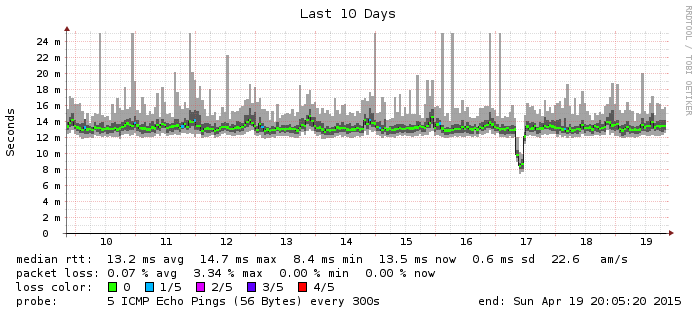 Last 10 Days
RRDTOOL / TOBI OETIKER
Seconds
24 m
22 m
20 m
18 m
16 m
14 m
12 m
10 m
8 m
6 m
4 m
2 m
0
10 11 12 13 14 15 16 17 18 19
median rtt: 13.2 ms avg 14.7 ms max 8.4 ms min 13.5 ms now 0.6 ms sd 22.6 am/s
packet loss: 0.07 % avg 3.34 % max 0.00 % min 0.00 % now
loss color: 0 1/5 2/5 3/5 4/5
probe: 5 ICMP Echo Pings (56 Bytes) every 300s end: Sun Apr 19 20:05:20 2015